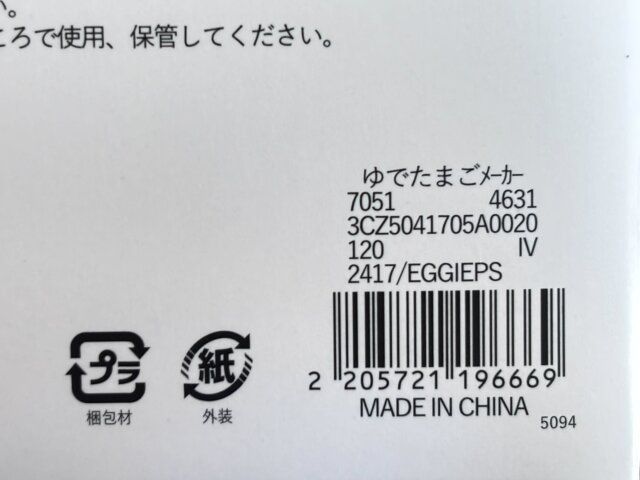 い。
ころで使用、保管してください。
ゆでたまごﾒｰｶｰ
7051 4631
3CZ5041705A0020
120 IV
2417/EGGIEPS
プラ
梱包材
紙
外装
2 205721 196669
MADE IN CHINA
5094